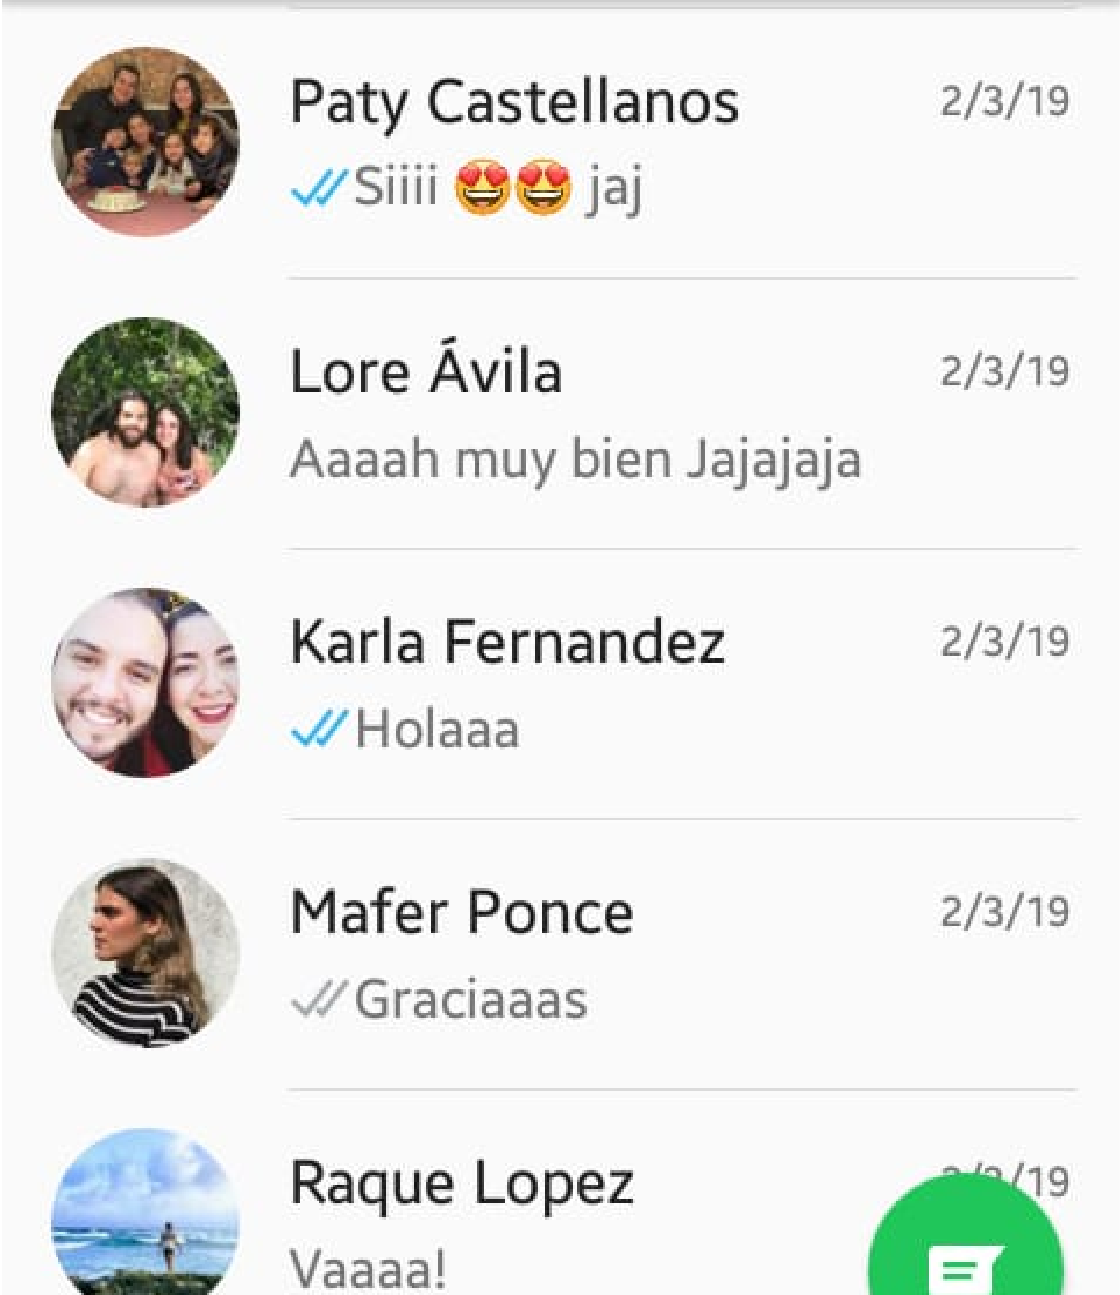 Paty Castellanos 2/3/19
Siiii 😍😍 jaj
Lore Ávila 2/3/19
Aaaah muy bien Jajajaja
Karla Fernandez 2/3/19
Holaaa
Mafer Ponce 2/3/19
Graciaaas
Raque Lopez /19
Vaaaa!